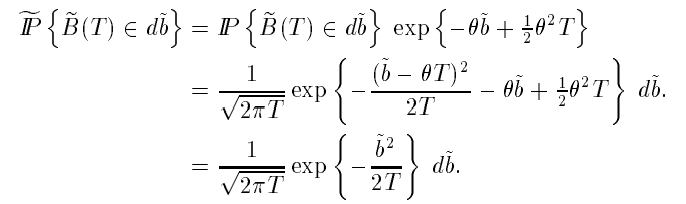 $\widetilde{I\!P}\left\{\widetilde{B}(T) \in d\tilde{b}\right\} = I\!P\left\{\widetilde{B}(T) \in d\tilde{b}\right\} \exp\left\{-\theta\tilde{b} + \frac{1}{2}\theta^2 T\right\}$
$= \frac{1}{\sqrt{2\pi T}} \exp\left\{-\frac{(\tilde{b} - \theta T)^2}{2T} - \theta\tilde{b} + \frac{1}{2}\theta^2 T\right\} d\tilde{b}.$
$= \frac{1}{\sqrt{2\pi T}} \exp\left\{-\frac{\tilde{b}^2}{2T}\right\} d\tilde{b}.$